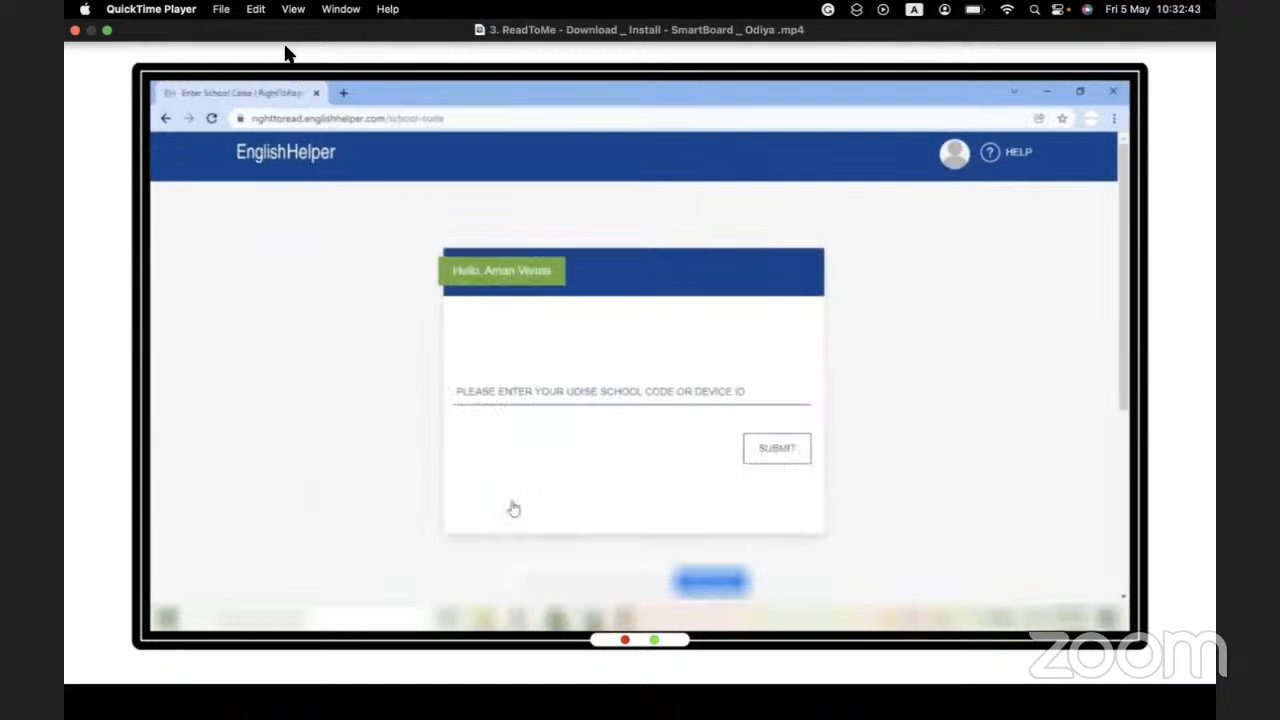 QuickTime Player File Edit View Window Help A Fri 5 May 10:32:43
3. ReadToMe - Download _ Install - SmartBoard _ Odiya .mp4
Enter School Code | RightToRe
righttoread.englishhelper.com/school-code
EnglishHelper ? HELP
Hello, Aman Verma
PLEASE ENTER YOUR UDISE SCHOOL CODE OR DEVICE ID
SUBMIT
zoom